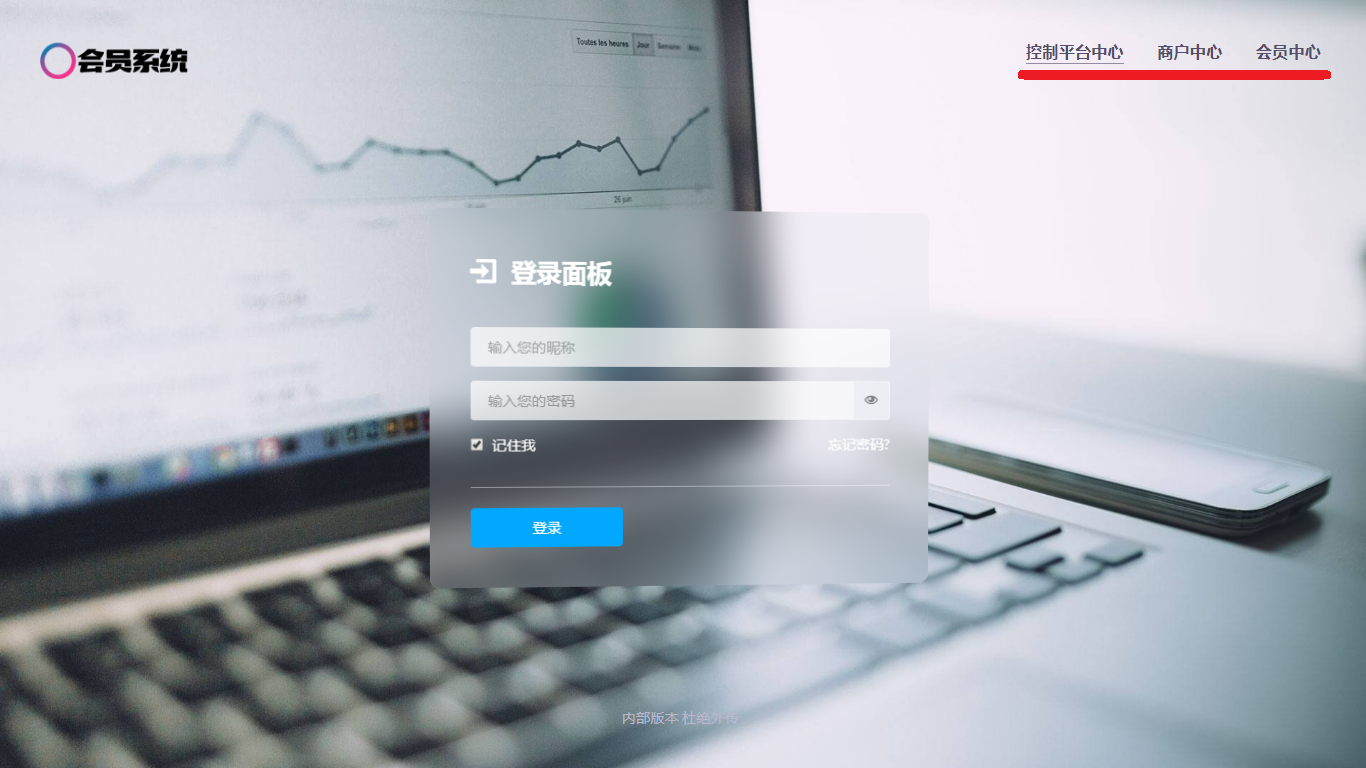 Toutes les heures Jour Semaine Mois
会员系统
控制平台中心 商户中心 会员中心
26 juin
登录面板
输入您的昵称
输入您的密码
记住我 忘记密码?
登录
内部版本 杜绝外传